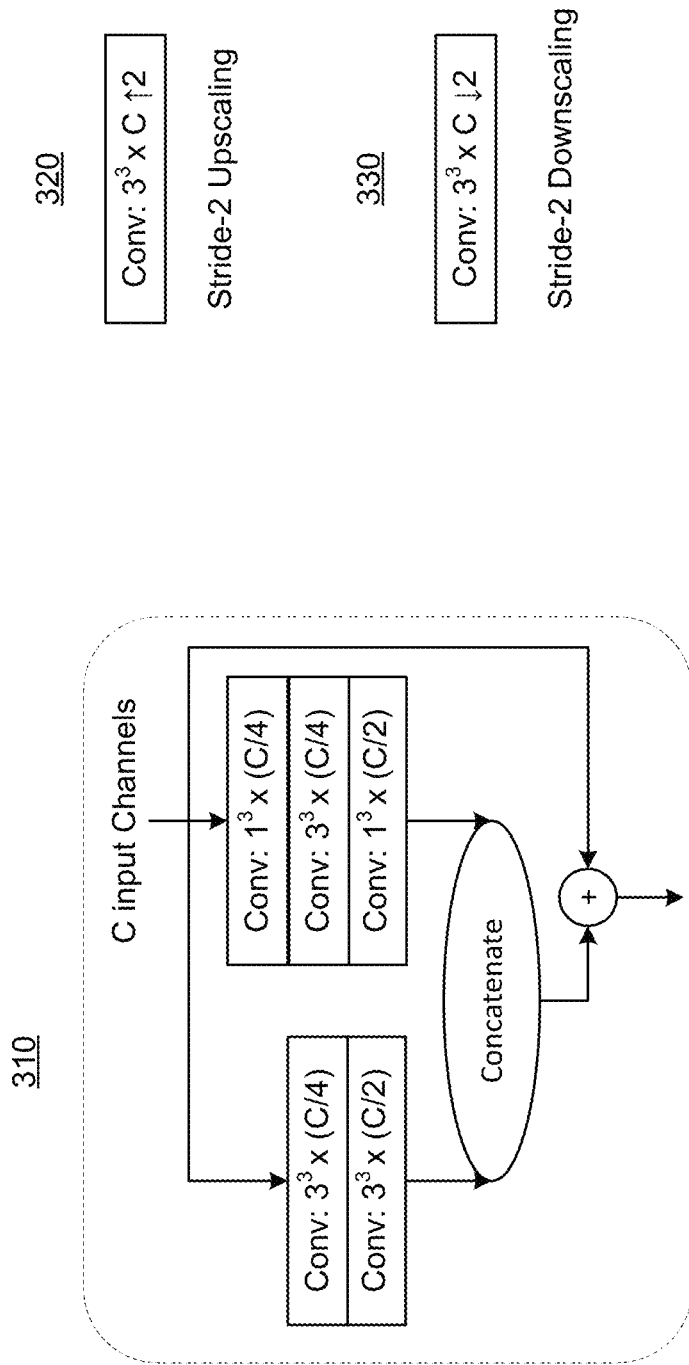 310
C input Channels
Conv: 3³ x (C/4)
Conv: 3³ x (C/2)
Conv: 1³ x (C/4)
Conv: 3³ x (C/4)
Conv: 1³ x (C/2)
Concatenate
+
320
Conv: 3³ x C ↑2
Stride-2 Upscaling
330
Conv: 3³ x C ↓2
Stride-2 Downscaling